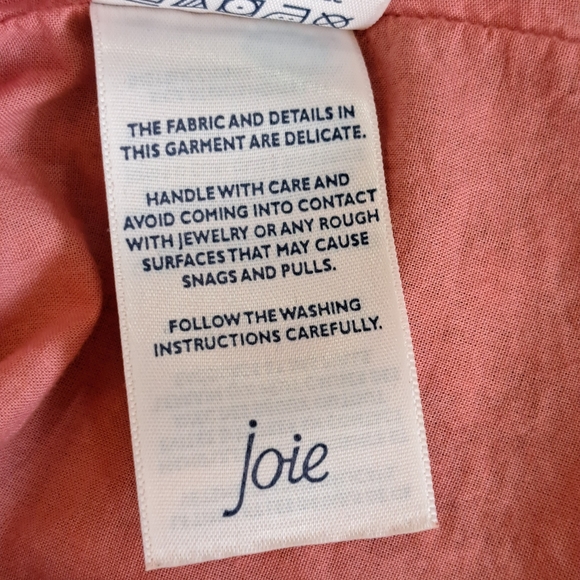 THE FABRIC AND DETAILS IN
THIS GARMENT ARE DELICATE.
HANDLE WITH CARE AND
AVOID COMING INTO CONTACT
WITH JEWELRY OR ANY ROUGH
SURFACES THAT MAY CAUSE
SNAGS AND PULLS.
FOLLOW THE WASHING
INSTRUCTIONS CAREFULLY.
joie